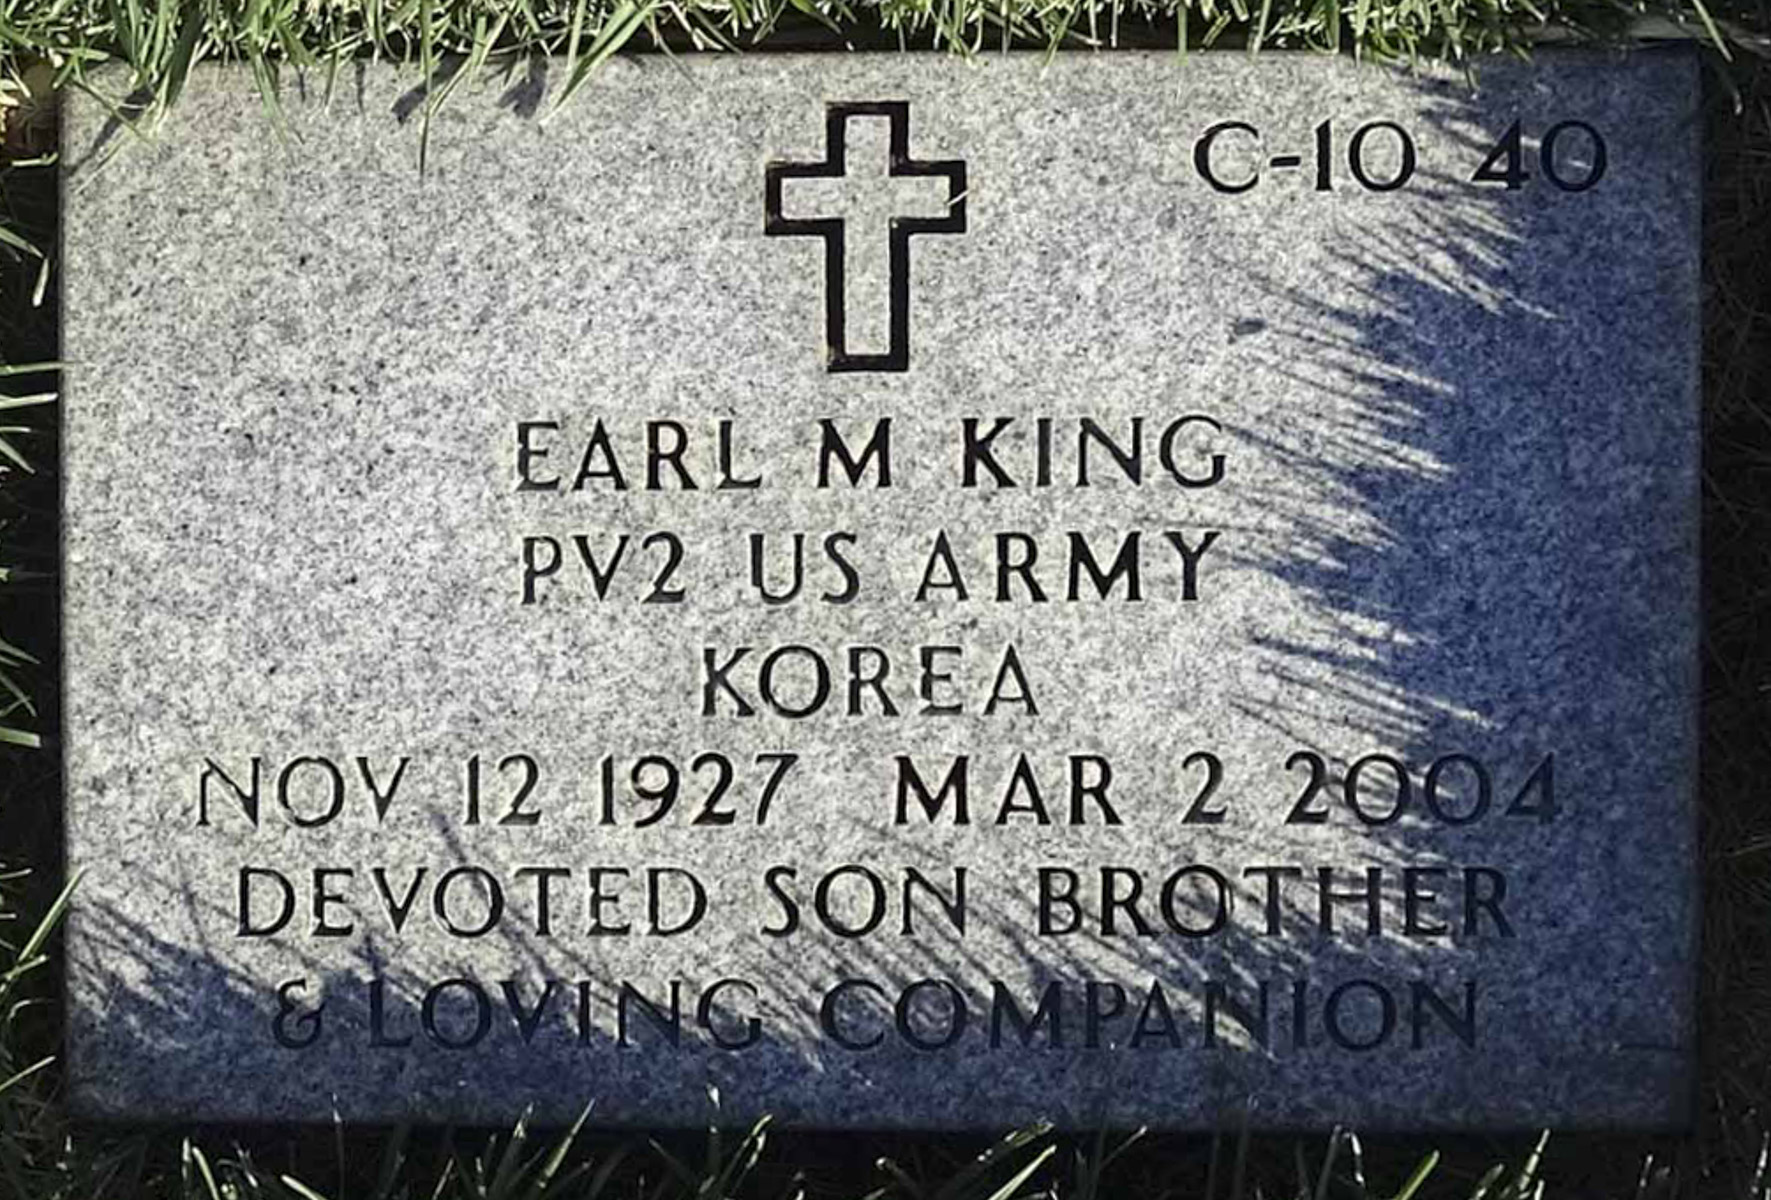 C-10 40
EARL M KING
PV2 US ARMY
KOREA
NOV 12 1927 MAR 2 2004
DEVOTED SON BROTHER
& LOVING COMPANION